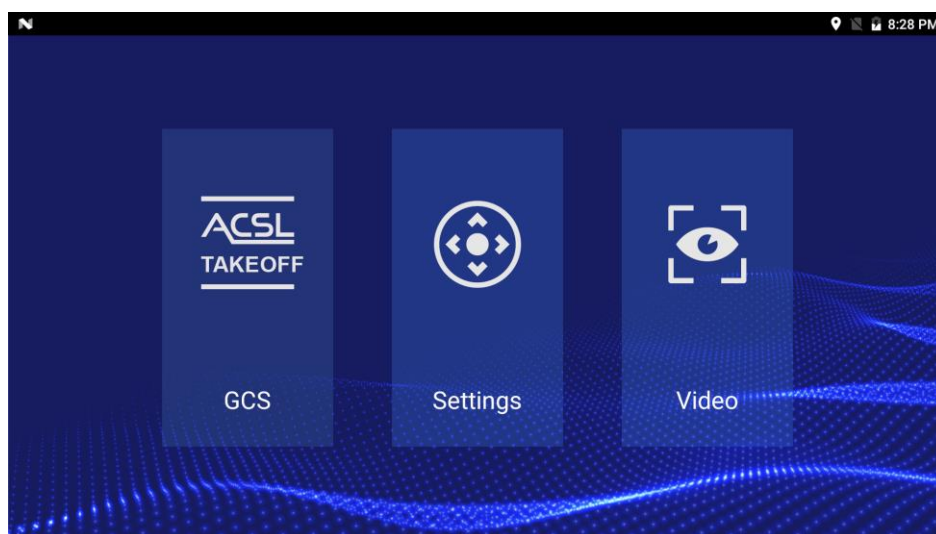 8:28 PM
ACSL
TAKEOFF
GCS
Settings
Video